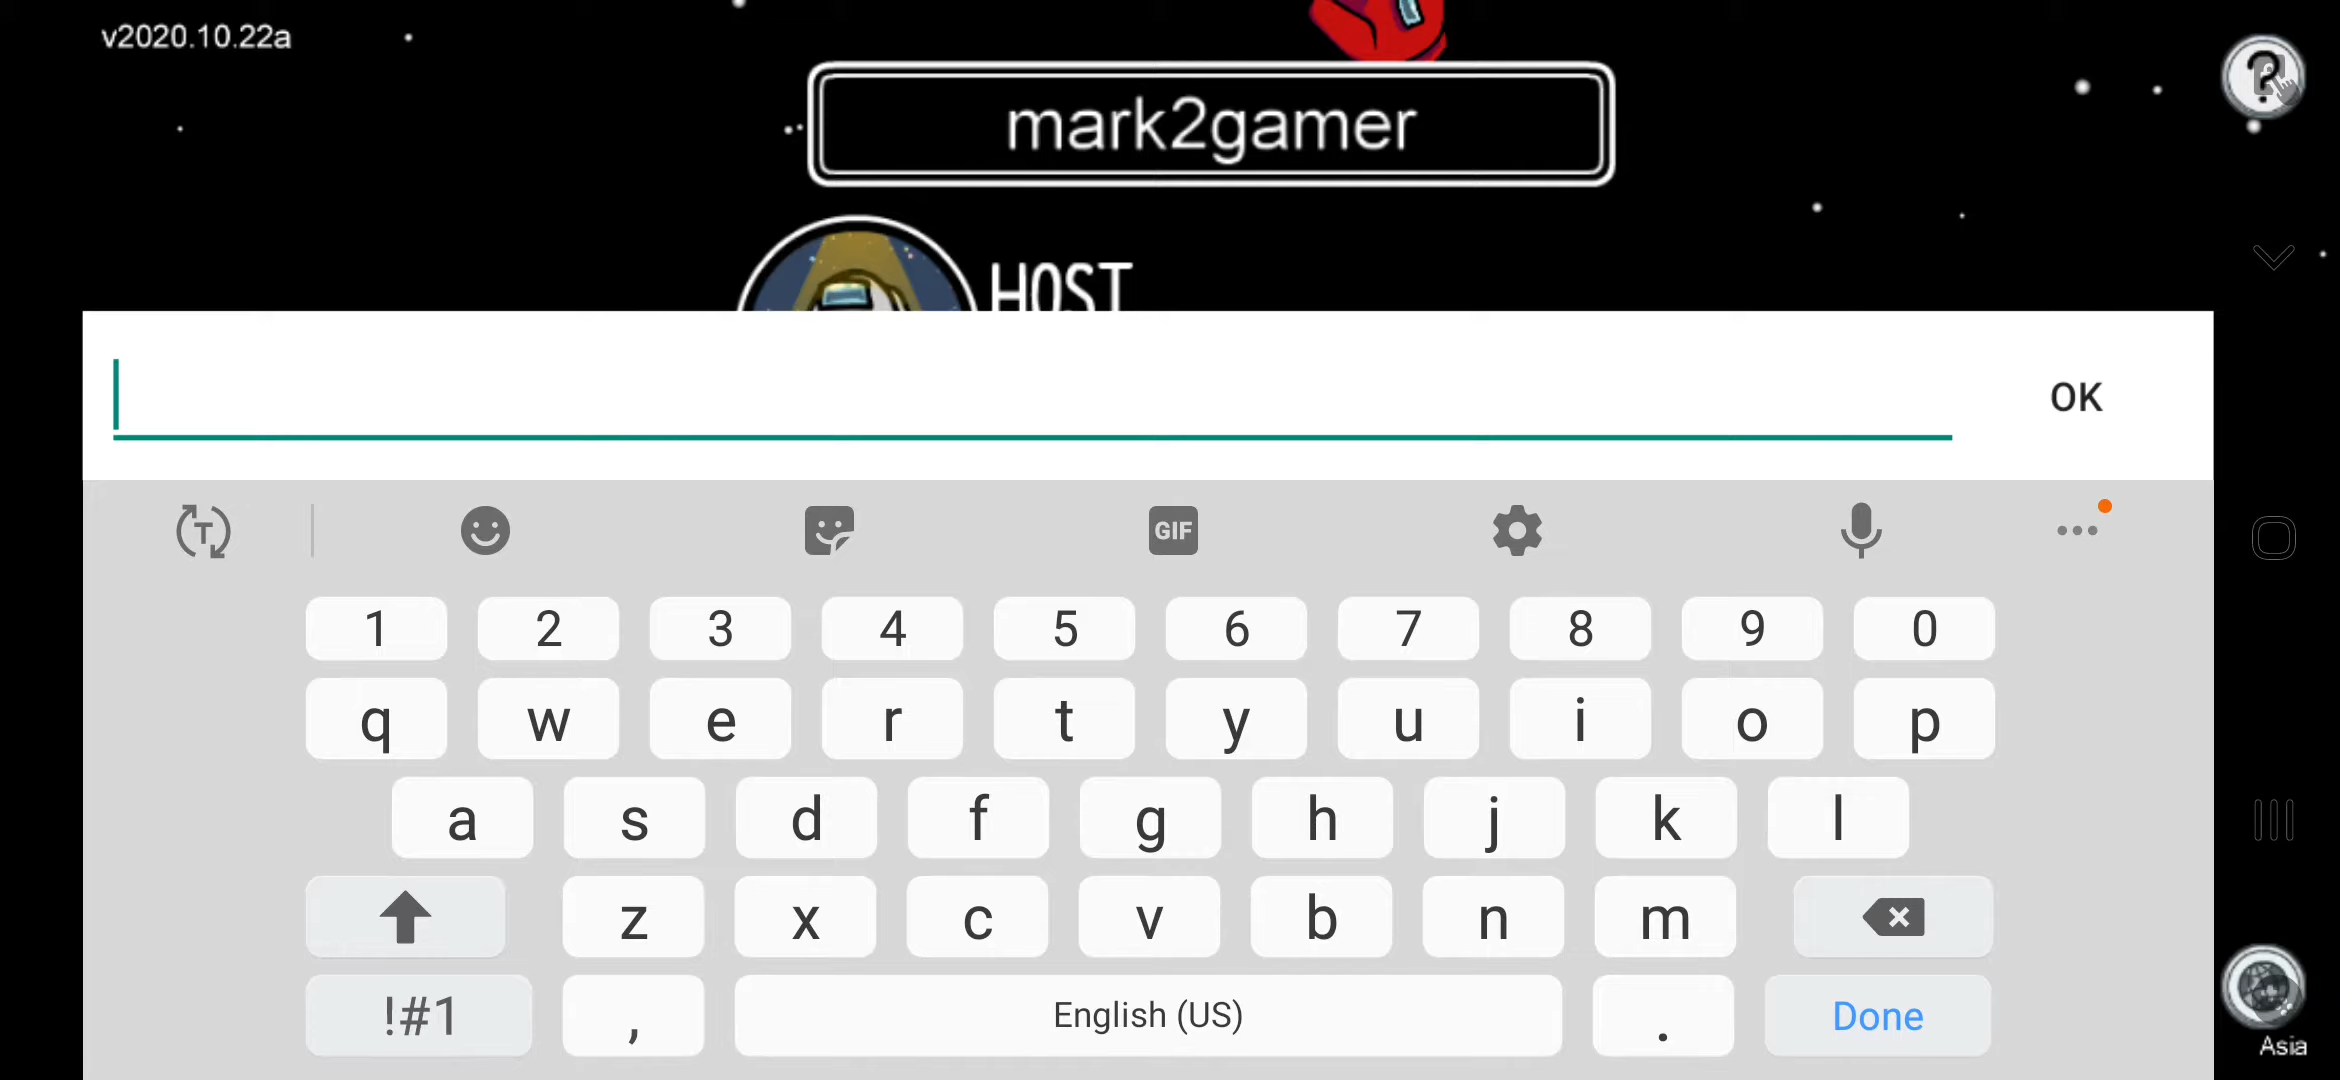 v2020.10.22a
mark2gamer
?
HOST
OK
T
GIF
1 2 3 4 5 6 7 8 9 0
q w e r t y u i o p
a s d f g h j k l
z x c v b n m
!#1 , English (US) . Done
Asia